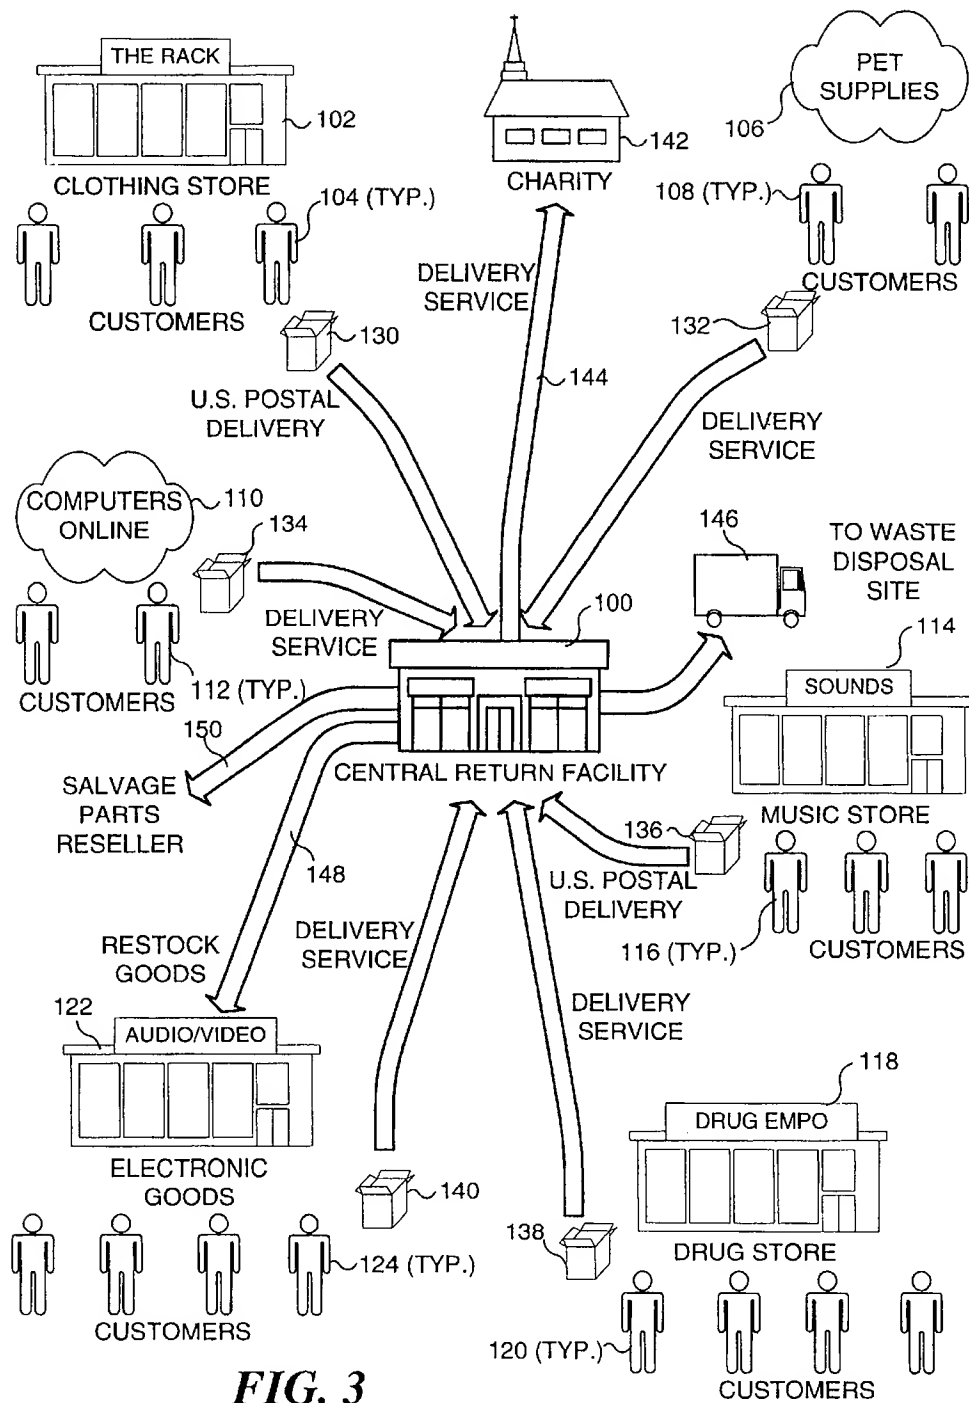 THE RACK
102
CLOTHING STORE
104 (TYP.)
CUSTOMERS
130
U.S. POSTAL
DELIVERY
142
CHARITY
DELIVERY
SERVICE
144
PET
SUPPLIES
106
108 (TYP.)
CUSTOMERS
132
DELIVERY
SERVICE
COMPUTERS
ONLINE
110
134
DELIVERY
SERVICE
112 (TYP.)
CUSTOMERS
146
TO WASTE
DISPOSAL
SITE
100
CENTRAL RETURN FACILITY
114
SOUNDS
MUSIC STORE
136
U.S. POSTAL
DELIVERY
116 (TYP.)
CUSTOMERS
150
SALVAGE
PARTS
RESELLER
148
RESTOCK
GOODS
DELIVERY
SERVICE
122
AUDIO/VIDEO
ELECTRONIC
GOODS
140
124 (TYP.)
CUSTOMERS
DELIVERY
SERVICE
118
DRUG EMPO
138
DRUG STORE
120 (TYP.)
CUSTOMERS
FIG. 3